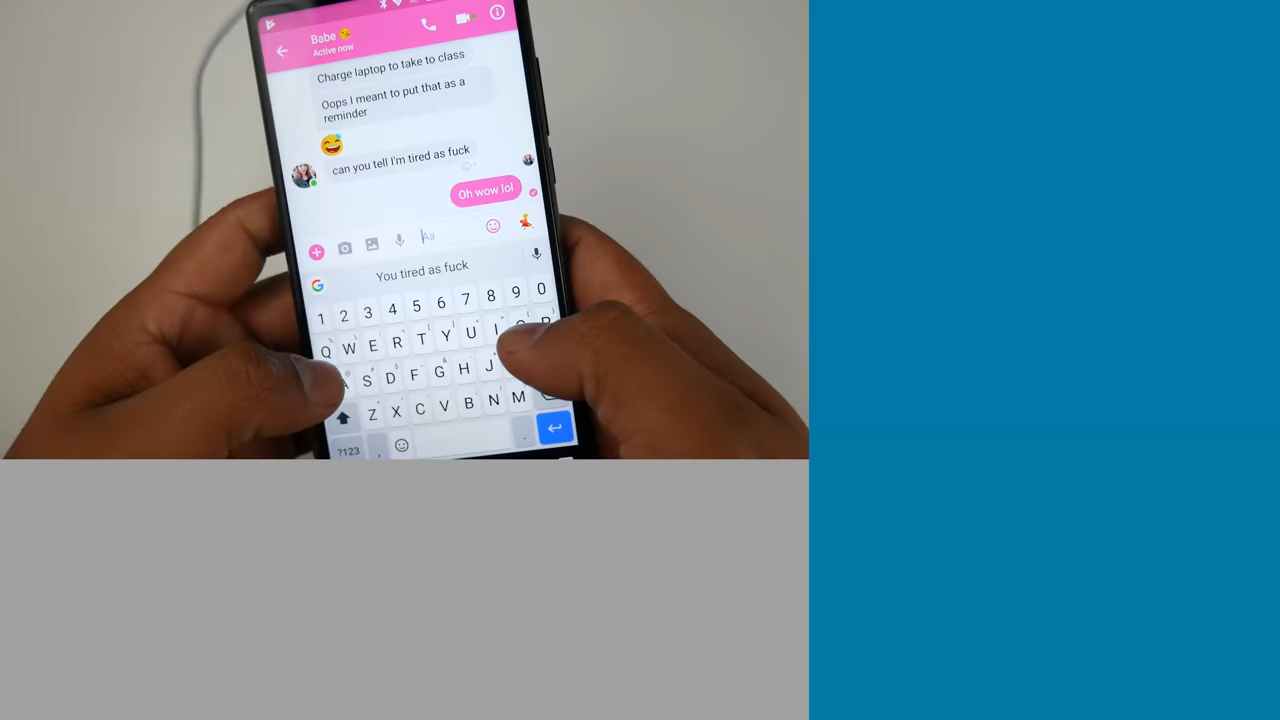 Babe
Active now
Charge laptop to take to class
Oops I meant to put that as a
reminder
can you tell I'm tired as fuck
Oh wow lol
Aa
You tired as fuck
1 2 3 4 5 6 7 8 9 0
Q W E R T Y U I
S D F G H J
Z X C V B N M
?123 , .